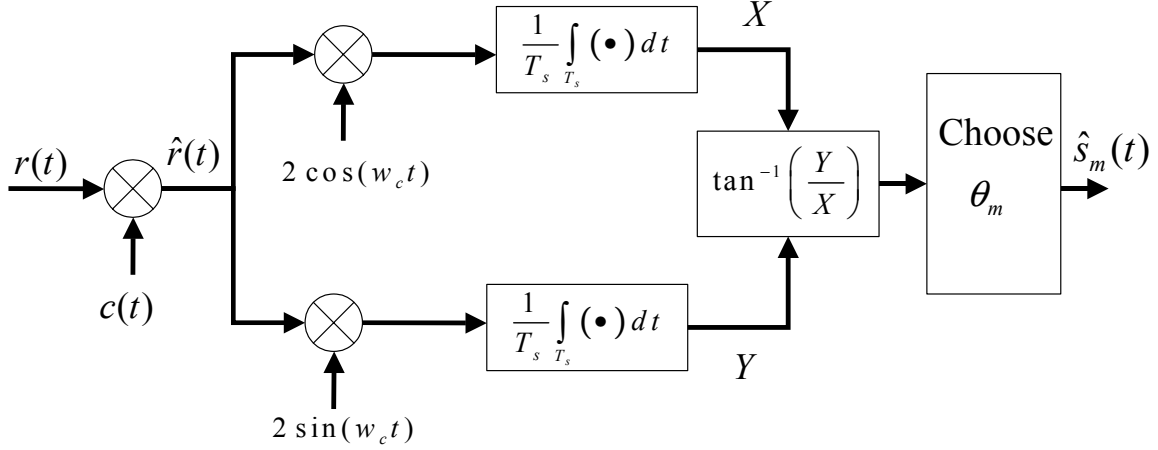 r(t)
c(t)
r̂(t)
2 cos(w_c t)
1/T_s ∫_{T_s} (•) dt
X
2 sin(w_c t)
1/T_s ∫_{T_s} (•) dt
Y
tan⁻¹(Y/X)
Choose
θ_m
ŝ_m(t)